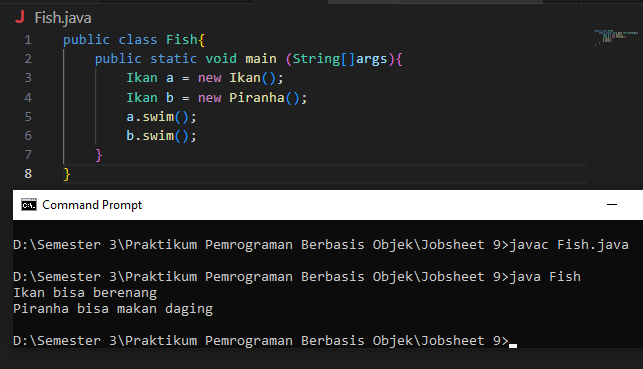 J Fish.java
1 public class Fish{
2     public static void main (String[]args){
3         Ikan a = new Ikan();
4         Ikan b = new Piranha();
5         a.swim();
6         b.swim();
7     }
8 }
C:\. Command Prompt
D:\Semester 3\Praktikum Pemrograman Berbasis Objek\Jobsheet 9>javac Fish.java
D:\Semester 3\Praktikum Pemrograman Berbasis Objek\Jobsheet 9>java Fish
Ikan bisa berenang
Piranha bisa makan daging
D:\Semester 3\Praktikum Pemrograman Berbasis Objek\Jobsheet 9>